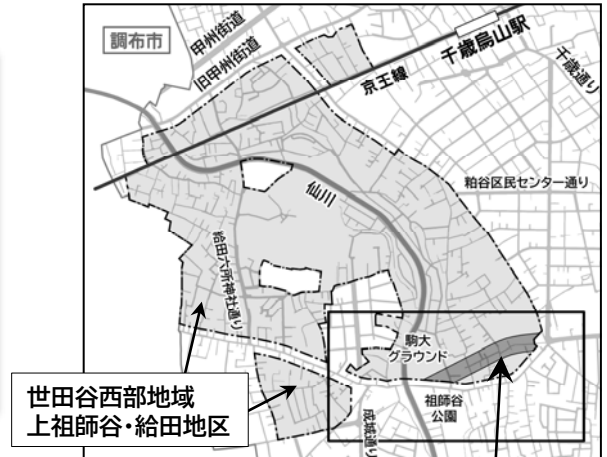 調布市
甲州街道
旧甲州街道
千歳烏山駅
京王線
千歳通り
粕谷区民センター通り
仙川
給田六所神社通り
駒大
グラウンド
祖師谷
公園
成城通り
世田谷西部地域
上祖師谷・給田地区